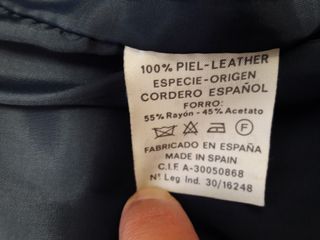 100% PIEL-LEATHER
ESPECIE-ORIGEN
CORDERO ESPAÑOL
FORRO:
55% Rayón - 45% Acetato
F
FABRICADO EN ESPAÑA
MADE IN SPAIN
C.I.F. A-30050868
Nº Leg Ind. 30/16248